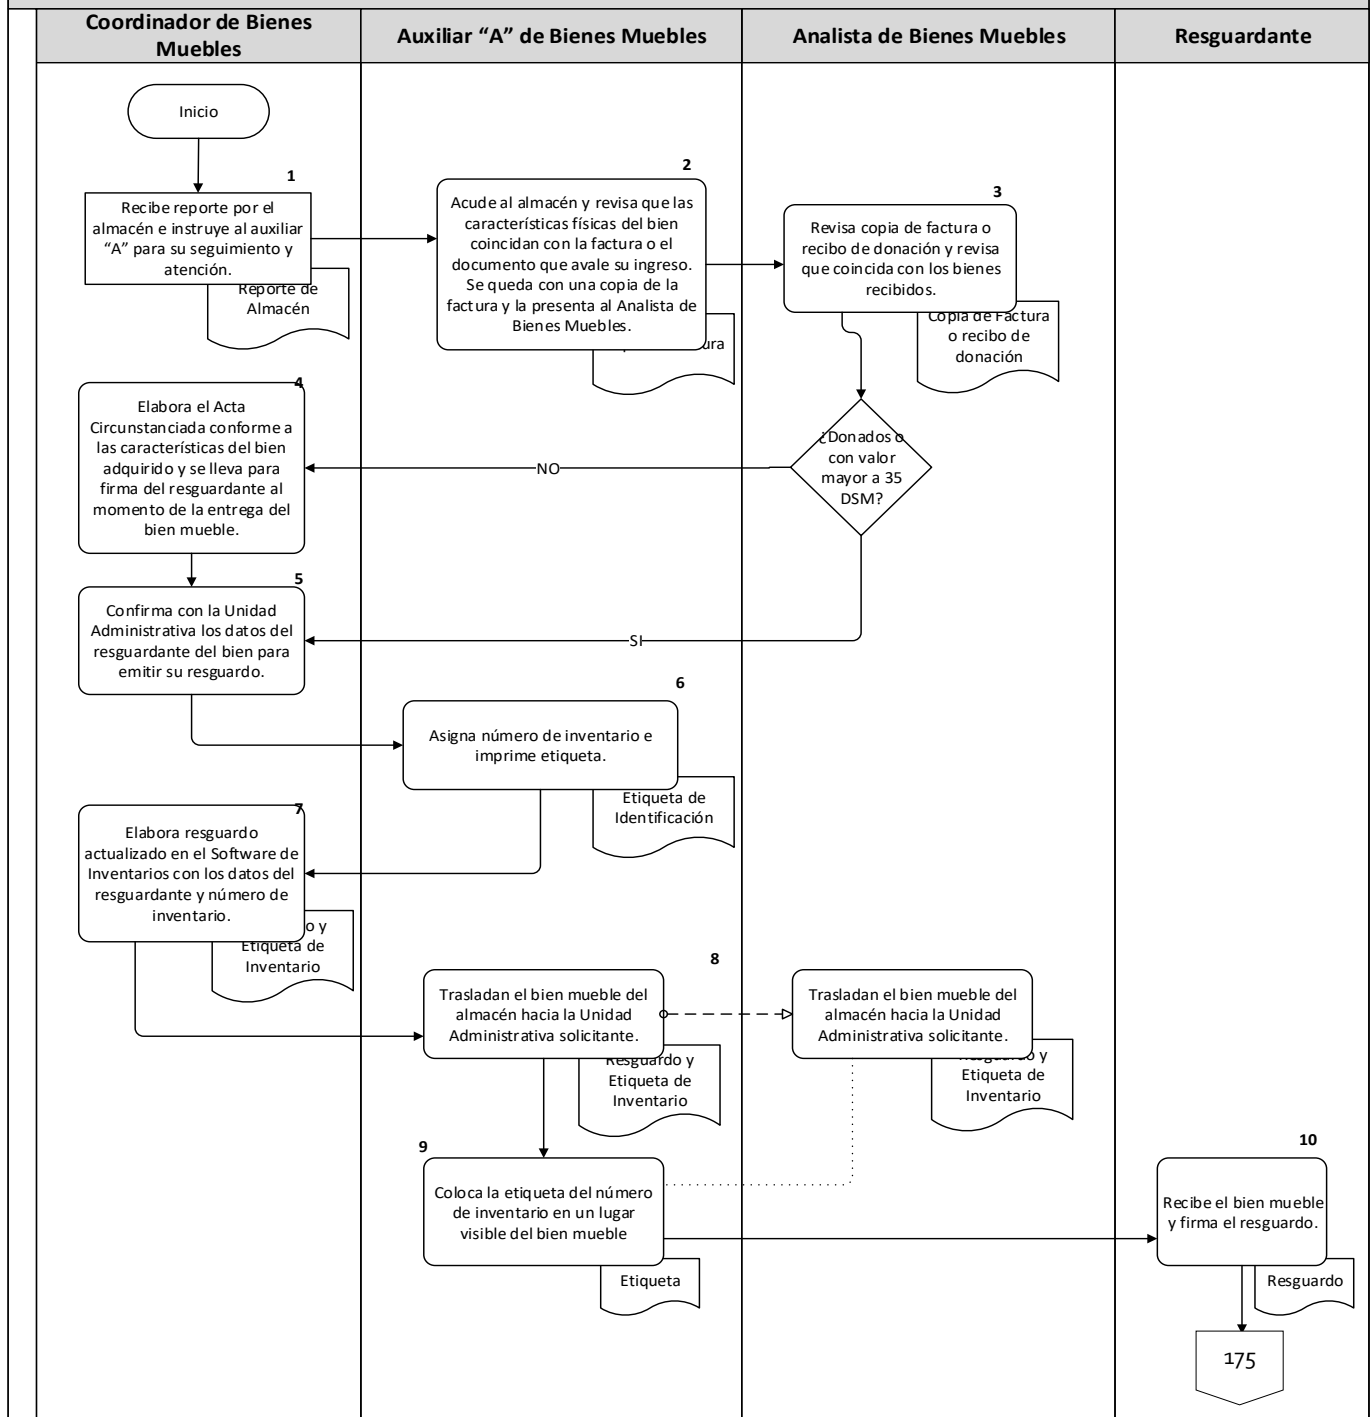 Coordinador de Bienes
Muebles
Auxiliar “A” de Bienes Muebles
Analista de Bienes Muebles
Resguardante
Inicio
1
Recibe reporte por el
almacén e instruye al auxiliar
“A” para su seguimiento y
atención.
Reporte de
Almacén
2
Acude al almacén y revisa que las
características físicas del bien
coincidan con la factura o el
documento que avale su ingreso.
Se queda con una copia de la
factura y la presenta al Analista de
Bienes Muebles.
3
Revisa copia de factura o
recibo de donación y revisa
que coincida con los bienes
recibidos.
Copia de Factura
o recibo de
donación
¿Donados o
con valor
mayor a 35
DSM?
NO
SI
4
Elabora el Acta
Circunstanciada conforme a
las características del bien
adquirido y se lleva para
firma del resguardante al
momento de la entrega del
bien mueble.
5
Confirma con la Unidad
Administrativa los datos del
resguardante del bien para
emitir su resguardo.
6
Asigna número de inventario e
imprime etiqueta.
Etiqueta de
Identificación
7
Elabora resguardo
actualizado en el Software de
Inventarios con los datos del
resguardante y número de
inventario.
y
Etiqueta de
Inventario
8
Trasladan el bien mueble del
almacén hacia la Unidad
Administrativa solicitante.
Resguardo y
Etiqueta de
Inventario
Trasladan el bien mueble del
almacén hacia la Unidad
Administrativa solicitante.
Resguardo y
Etiqueta de
Inventario
9
Coloca la etiqueta del número
de inventario en un lugar
visible del bien mueble
Etiqueta
10
Recibe el bien mueble
y firma el resguardo.
Resguardo
175